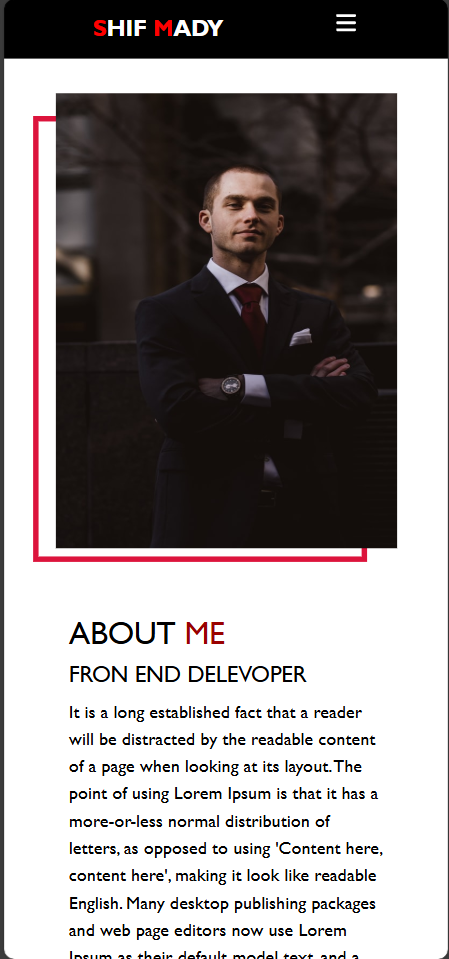 SHIF MADY
ABOUT ME
FRON END DELEVOPER
It is a long established fact that a reader
will be distracted by the readable content
of a page when looking at its layout. The
point of using Lorem Ipsum is that it has a
more-or-less normal distribution of
letters, as opposed to using 'Content here,
content here', making it look like readable
English. Many desktop publishing packages
and web page editors now use Lorem
Ipsum as their default model text, and a